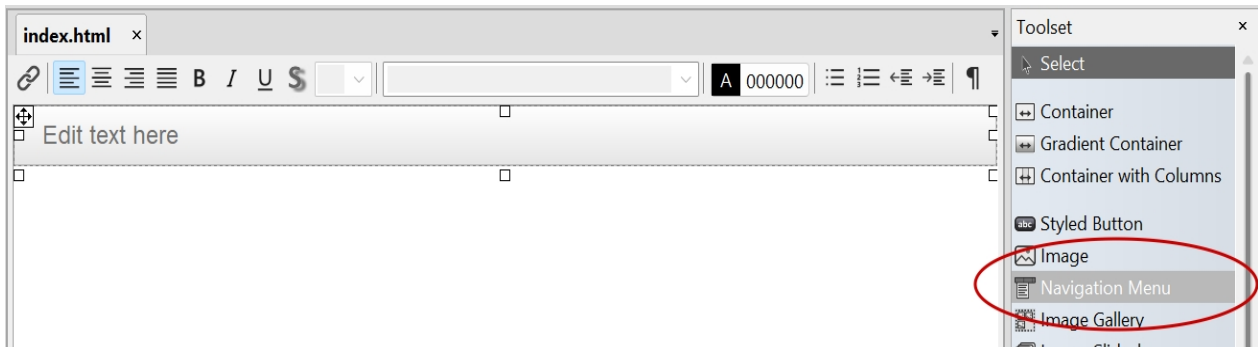 index.html ×
Toolset ×
B I U S A 000000 ¶
Select
Edit text here
Container
Gradient Container
Container with Columns
abc Styled Button
Image
Navigation Menu
Image Gallery